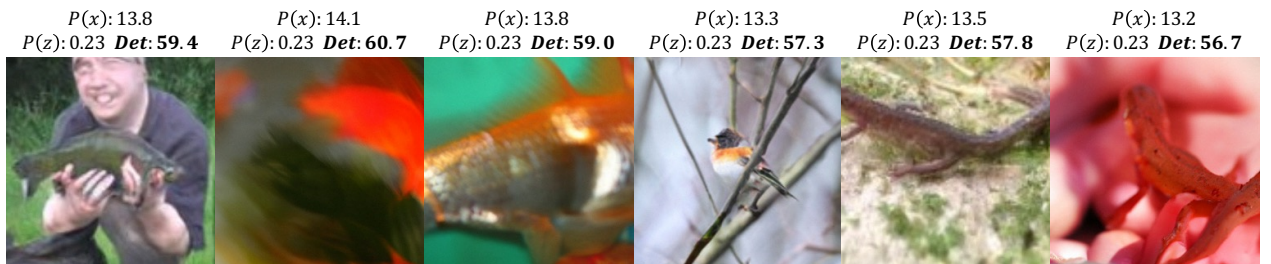 P(x): 13.8
P(z): 0.23 Det: 59.4
P(x): 14.1
P(z): 0.23 Det: 60.7
P(x): 13.8
P(z): 0.23 Det: 59.0
P(x): 13.3
P(z): 0.23 Det: 57.3
P(x): 13.5
P(z): 0.23 Det: 57.8
P(x): 13.2
P(z): 0.23 Det: 56.7